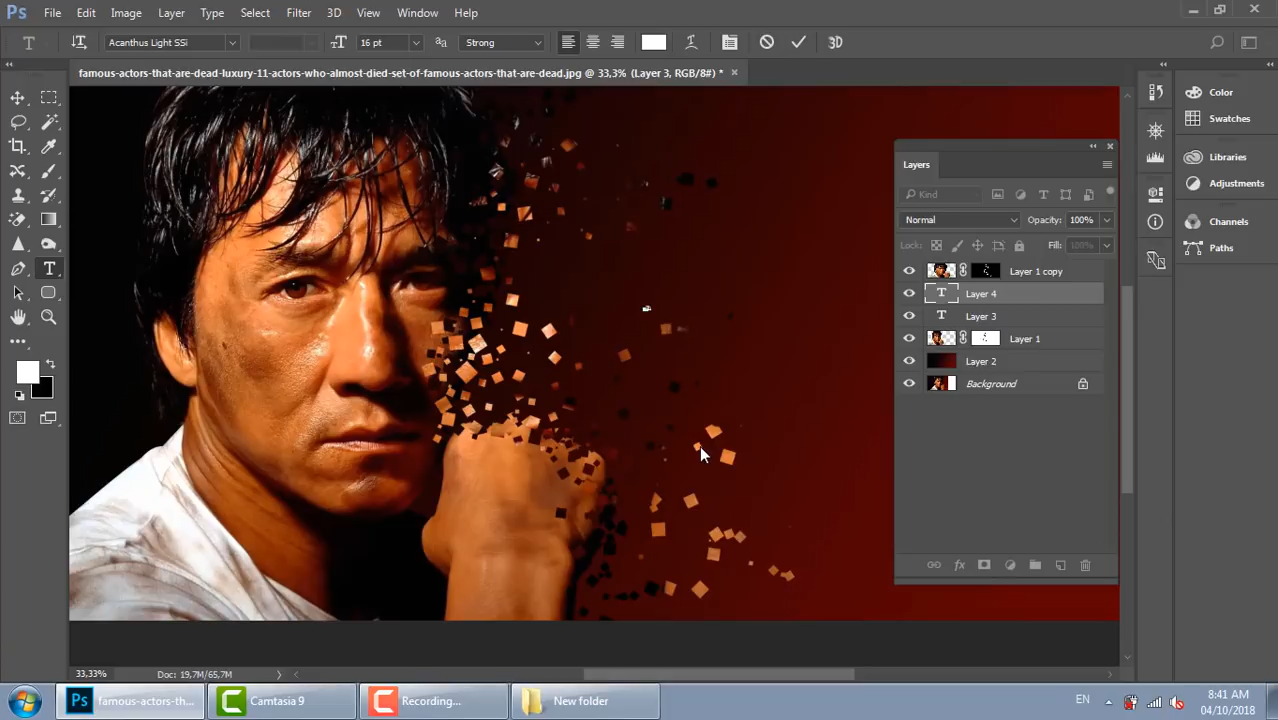 Ps File Edit Image Layer Type Select Filter 3D View Window Help
T Acanthus Light SSi 16 pt aa Strong 3D
famous-actors-that-are-dead-luxury-11-actors-who-almost-died-set-of-famous-actors-that-are-dead.jpg @ 33,3% (Layer 3, RGB/8#) *
Color
Swatches
Libraries
Adjustments
Channels
Paths
Layers
Kind
Normal Opacity: 100%
Lock: Fill: 100%
Layer 1 copy
T Layer 4
T Layer 3
Layer 1
Layer 2
Background
33,33% Doc: 19,7M/65,7M
Ps famous-actors-th... C Camtasia 9 C Recording... New folder EN 8:41 AM
04/10/2018